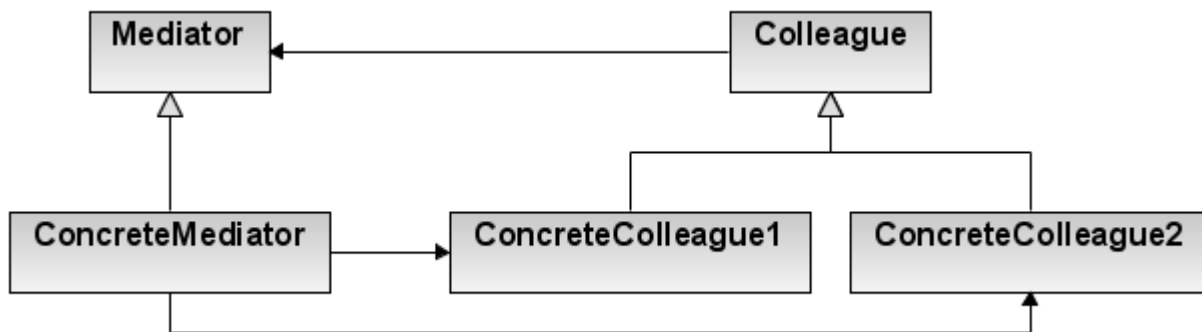 Mediator
Colleague
ConcreteMediator
ConcreteColleague1
ConcreteColleague2